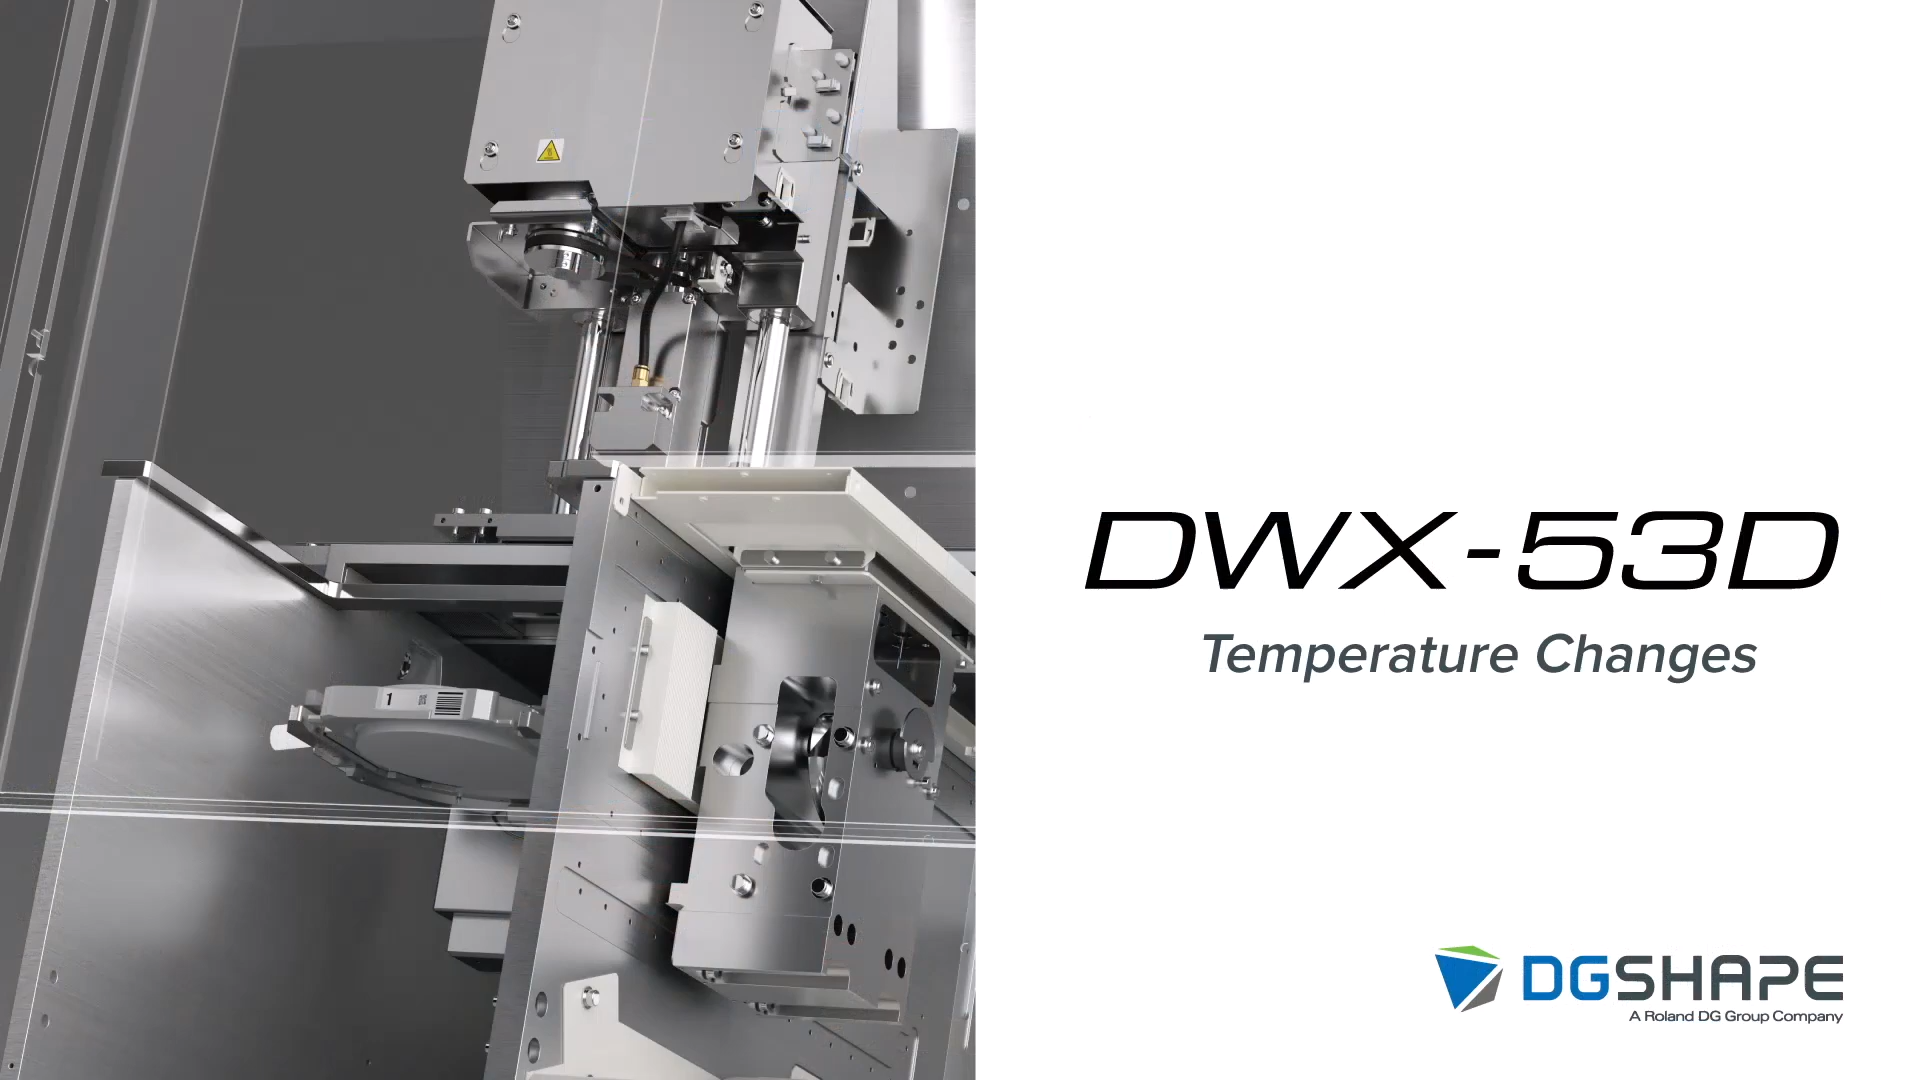 DWX-53D
Temperature Changes
1
DGSHAPE
A Roland DG Group Company